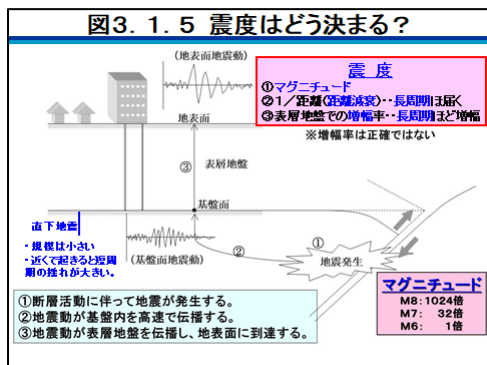 図3.1.5 震度はどう決まる?
(地表面地震動)
震 度
①マグニチュード
②1/距離(距離減衰)‥長周期ほ届く
③表層地盤での増幅率‥長周期ほど増幅
※増幅率は正確ではない
地表面
③
表層地盤
基盤面
直下地震
・規模は小さい
・近くで起きると短周
期の揺れが大きい。
(基盤面地震動)
②
①
地震発生
マグニチュード
M8:1024倍
M7: 32倍
M6: 1倍
①断層活動に伴って地震が発生する。
②地震動が基盤内を高速で伝播する。
③地震動が表層地盤を伝播し、地表面に到達する。